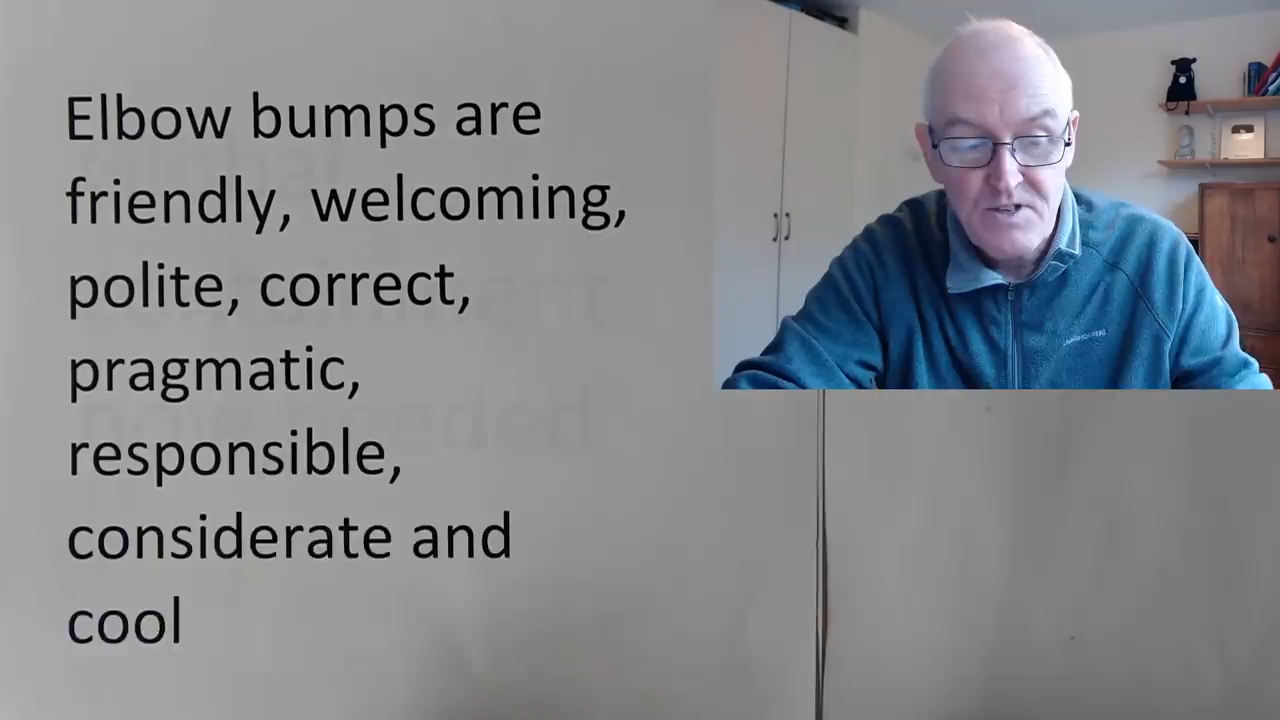 Elbow bumps are
friendly, welcoming,
polite, correct,
pragmatic,
responsible,
considerate and
cool